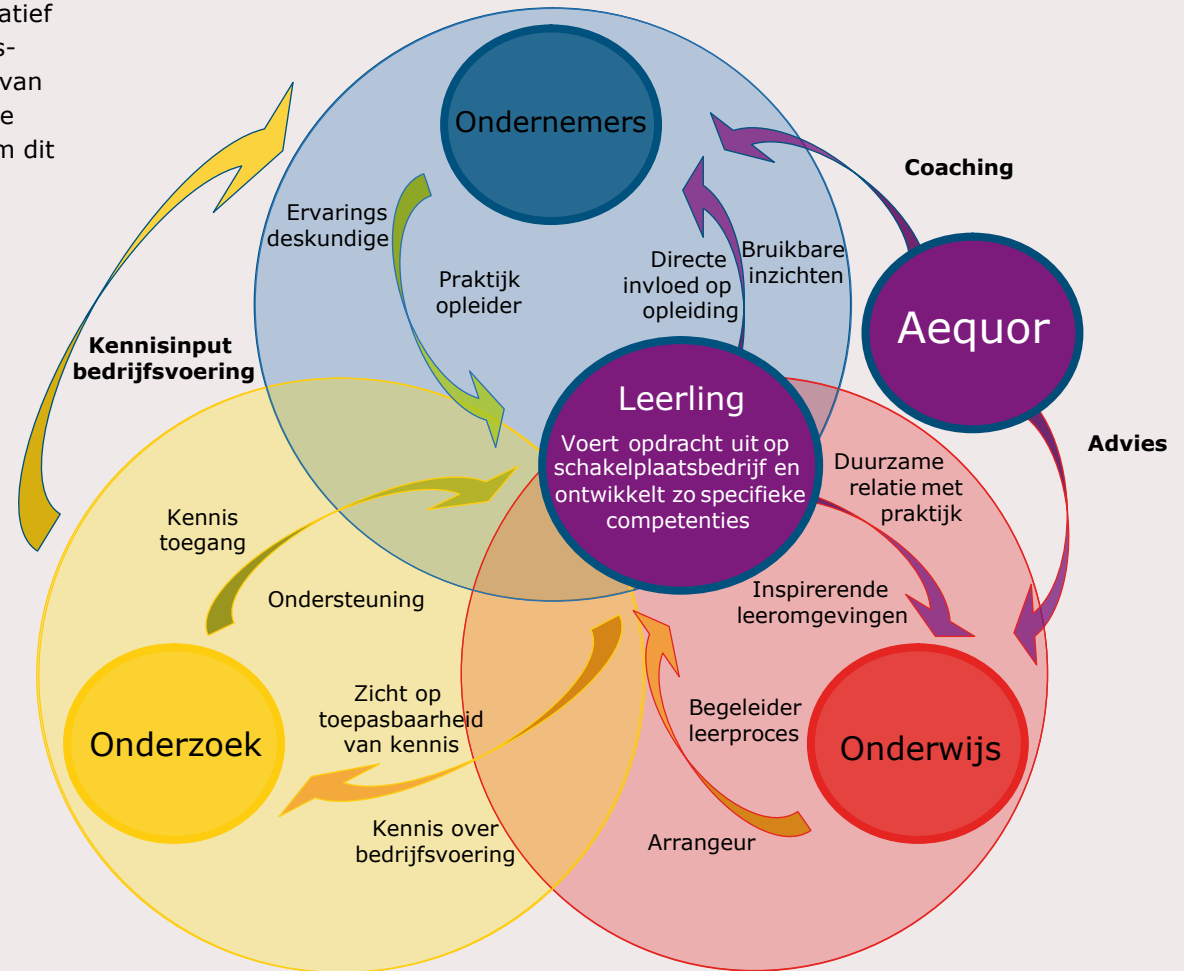 atief
s-
van
e
m dit
Ondernemers
Coaching
Ervarings
deskundige
Praktijk
opleider
Directe
invloed op
opleiding
Bruikbare
inzichten
Aequor
Kennisinput
bedrijfsvoering
Leerling
Voert opdracht uit op
schakelplaatsbedrijf en
ontwikkelt zo specifieke
competenties
Advies
Duurzame
relatie met
praktijk
Kennis
toegang
Ondersteuning
Inspirerende
leeromgevingen
Zicht op
toepasbaarheid
van kennis
Begeleider
leerproces
Onderzoek
Onderwijs
Kennis over
bedrijfsvoering
Arrangeur